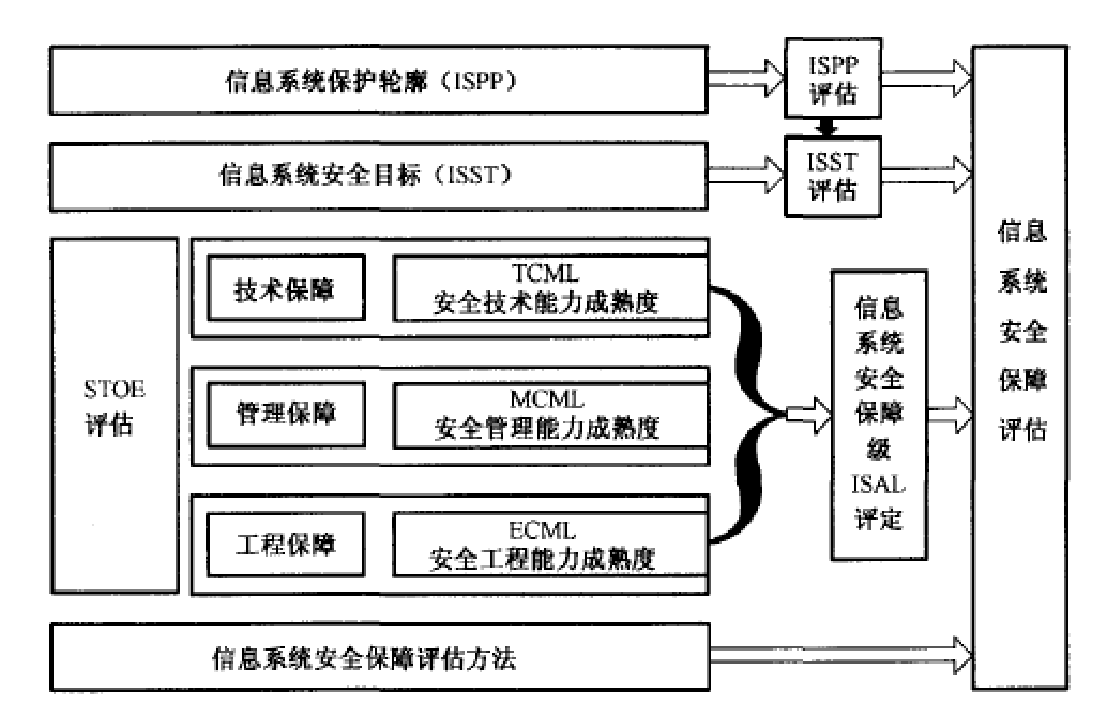 信息系统保护轮廓（ISPP）
ISPP
评估
信息系统安全目标（ISST）
ISST
评估
STOE
评估
技术保障
TCML
安全技术能力成熟度
管理保障
MCML
安全管理能力成熟度
工程保障
ECML
安全工程能力成熟度
信息
系统
安全
保障
级
ISAL
评定
信息
系统
安全
保障
评估
信息系统安全保障评估方法